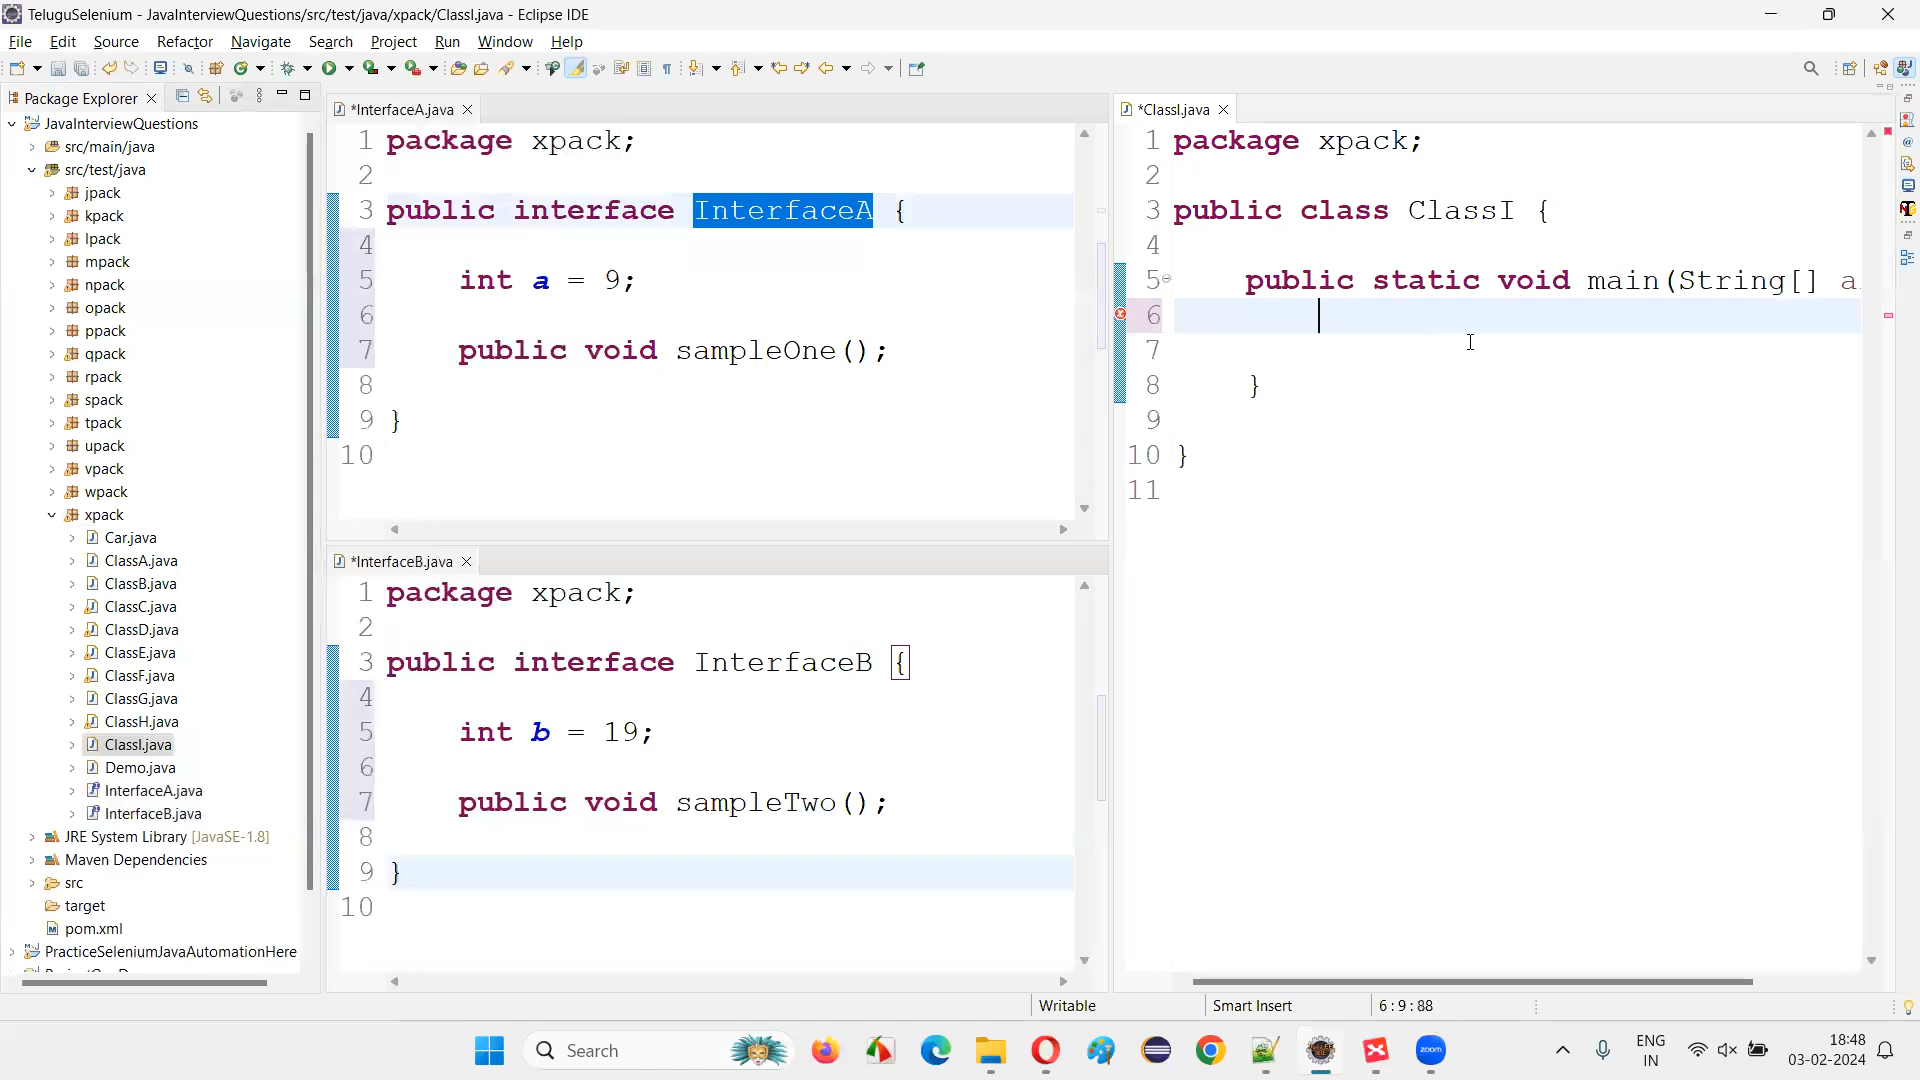 TeluguSelenium - JavaInterviewQuestions/src/test/java/xpack/ClassI.java - Eclipse IDE
File Edit Source Refactor Navigate Search Project Run Window Help
Package Explorer
JavaInterviewQuestions
src/main/java
src/test/java
jpack
kpack
lpack
mpack
npack
opack
ppack
qpack
rpack
spack
tpack
upack
vpack
wpack
xpack
Car.java
ClassA.java
ClassB.java
ClassC.java
ClassD.java
ClassE.java
ClassF.java
ClassG.java
ClassH.java
ClassI.java
Demo.java
InterfaceA.java
InterfaceB.java
JRE System Library [JavaSE-1.8]
Maven Dependencies
src
target
pom.xml
PracticeSeleniumJavaAutomationHere
*InterfaceA.java
1 package xpack;
2
3 public interface InterfaceA {
4
5 int a = 9;
6
7 public void sampleOne();
8
9 }
10
*InterfaceB.java
1 package xpack;
2
3 public interface InterfaceB {
4
5 int b = 19;
6
7 public void sampleTwo();
8
9 }
10
*ClassI.java
1 package xpack;
2
3 public class ClassI {
4
5 public static void main(String[] a
6
7
8 }
9
10 }
11
Writable Smart Insert 6 : 9 : 88
Search
zoom
ENG
IN
18:48
03-02-2024